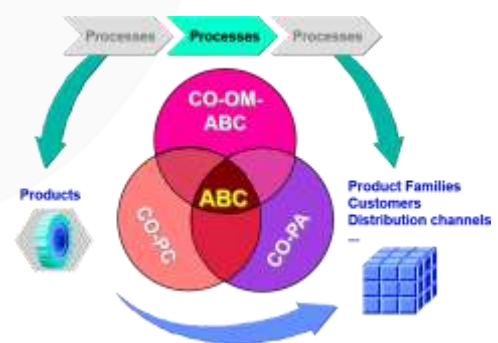 Processes
Processes
Processes
CO-OM-
ABC
ABC
CO-PC
CO-PA
Products
Product Families
Customers
Distribution channels
...